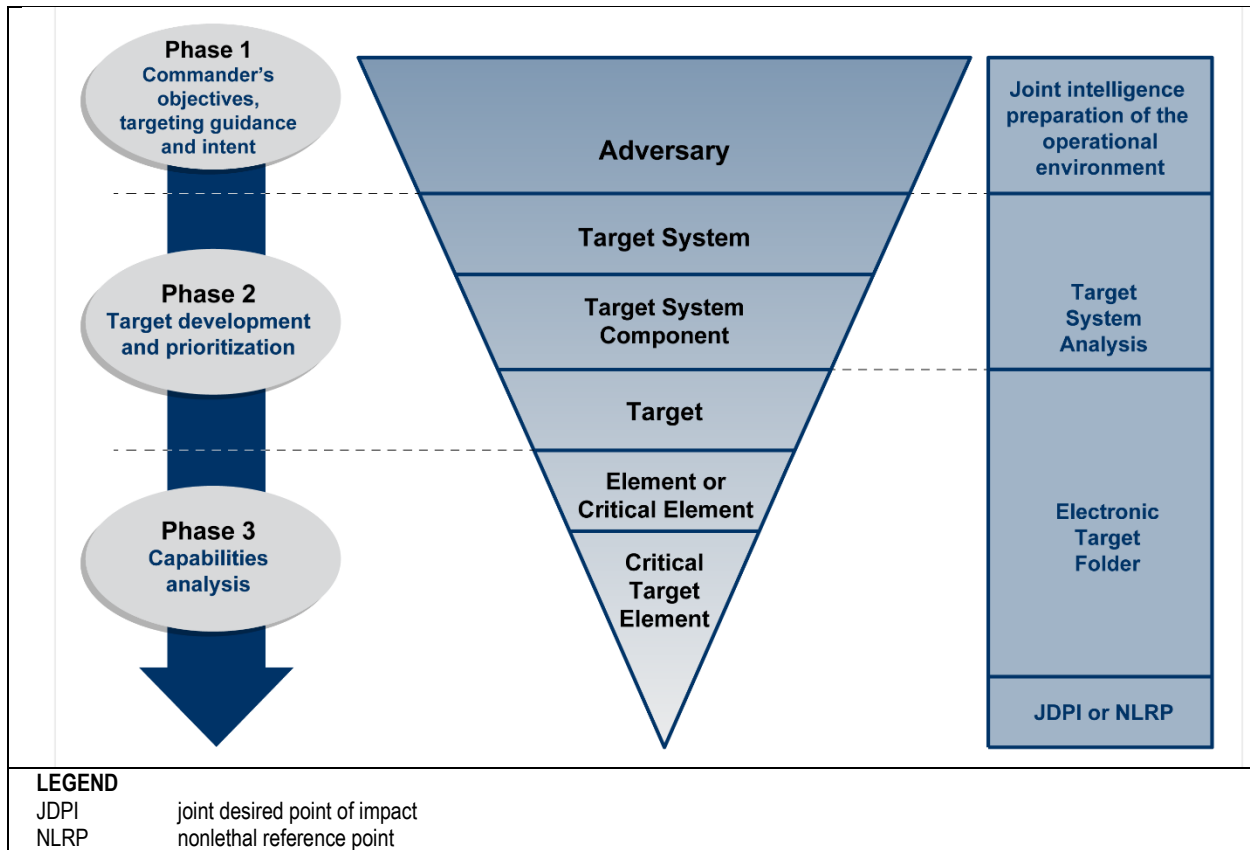 Phase 1
Commander's
objectives,
targeting guidance
and intent
Phase 2
Target development
and prioritization
Phase 3
Capabilities
analysis
Adversary
Target System
Target System
Component
Target
Element or
Critical Element
Critical
Target
Element
Joint intelligence
preparation of the
operational
environment
Target
System
Analysis
Electronic
Target
Folder
JDPI or NLRP
LEGEND
JDPI joint desired point of impact
NLRP nonlethal reference point